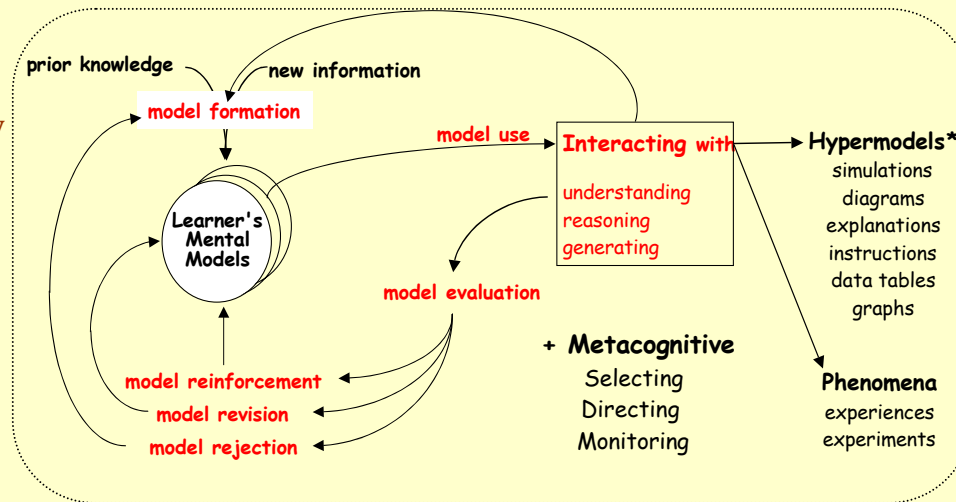 prior knowledge
new information
model formation
Learner's
Mental
Models
model use
Interacting with
understanding
reasoning
generating
Hypermodels*
simulations
diagrams
explanations
instructions
data tables
graphs
model evaluation
+ Metacognitive
Selecting
Directing
Monitoring
Phenomena
experiences
experiments
model reinforcement
model revision
model rejection